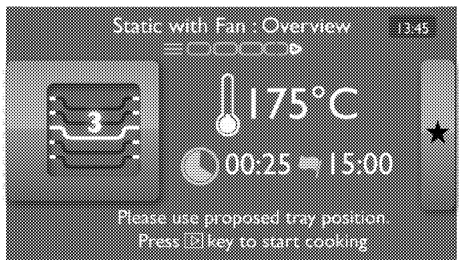 Static with Fan : Overview
13:45
3
175°C
00:25 15:00
Please use proposed tray position
Press key to start cooking